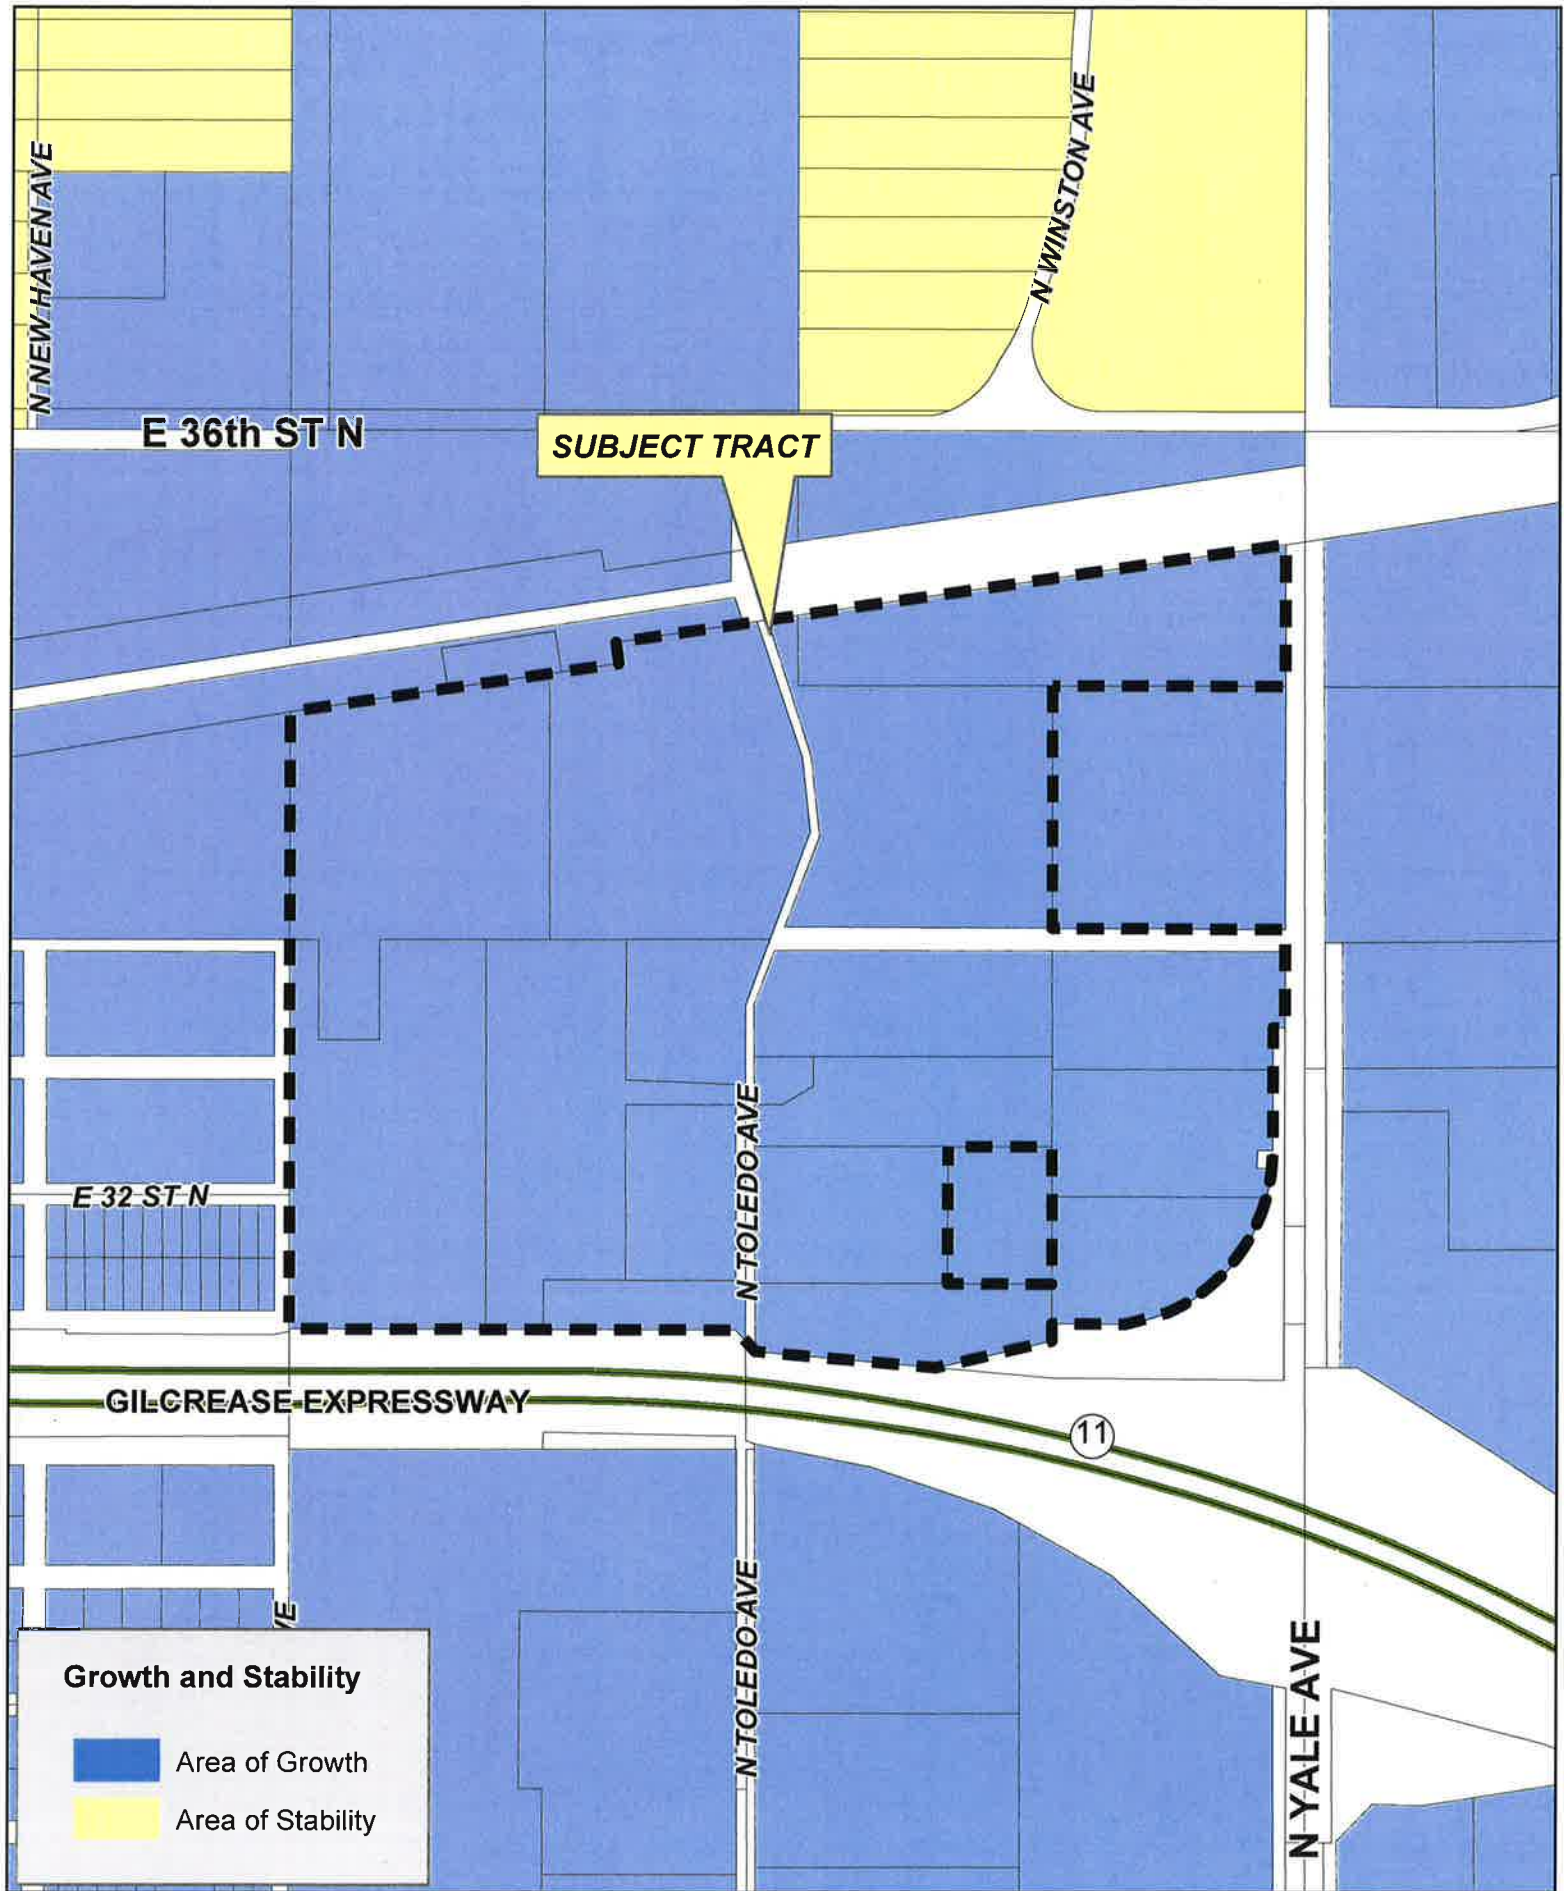 N WINSTON AVE
N NEW HAVEN AVE
E 36th ST N
SUBJECT TRACT
N TOLEDO AVE
E 32 ST N
GILCREASE EXPRESSWAY
11
N TOLEDO AVE
N YALE AVE
VE
Growth and Stability
Area of Growth
Area of Stability